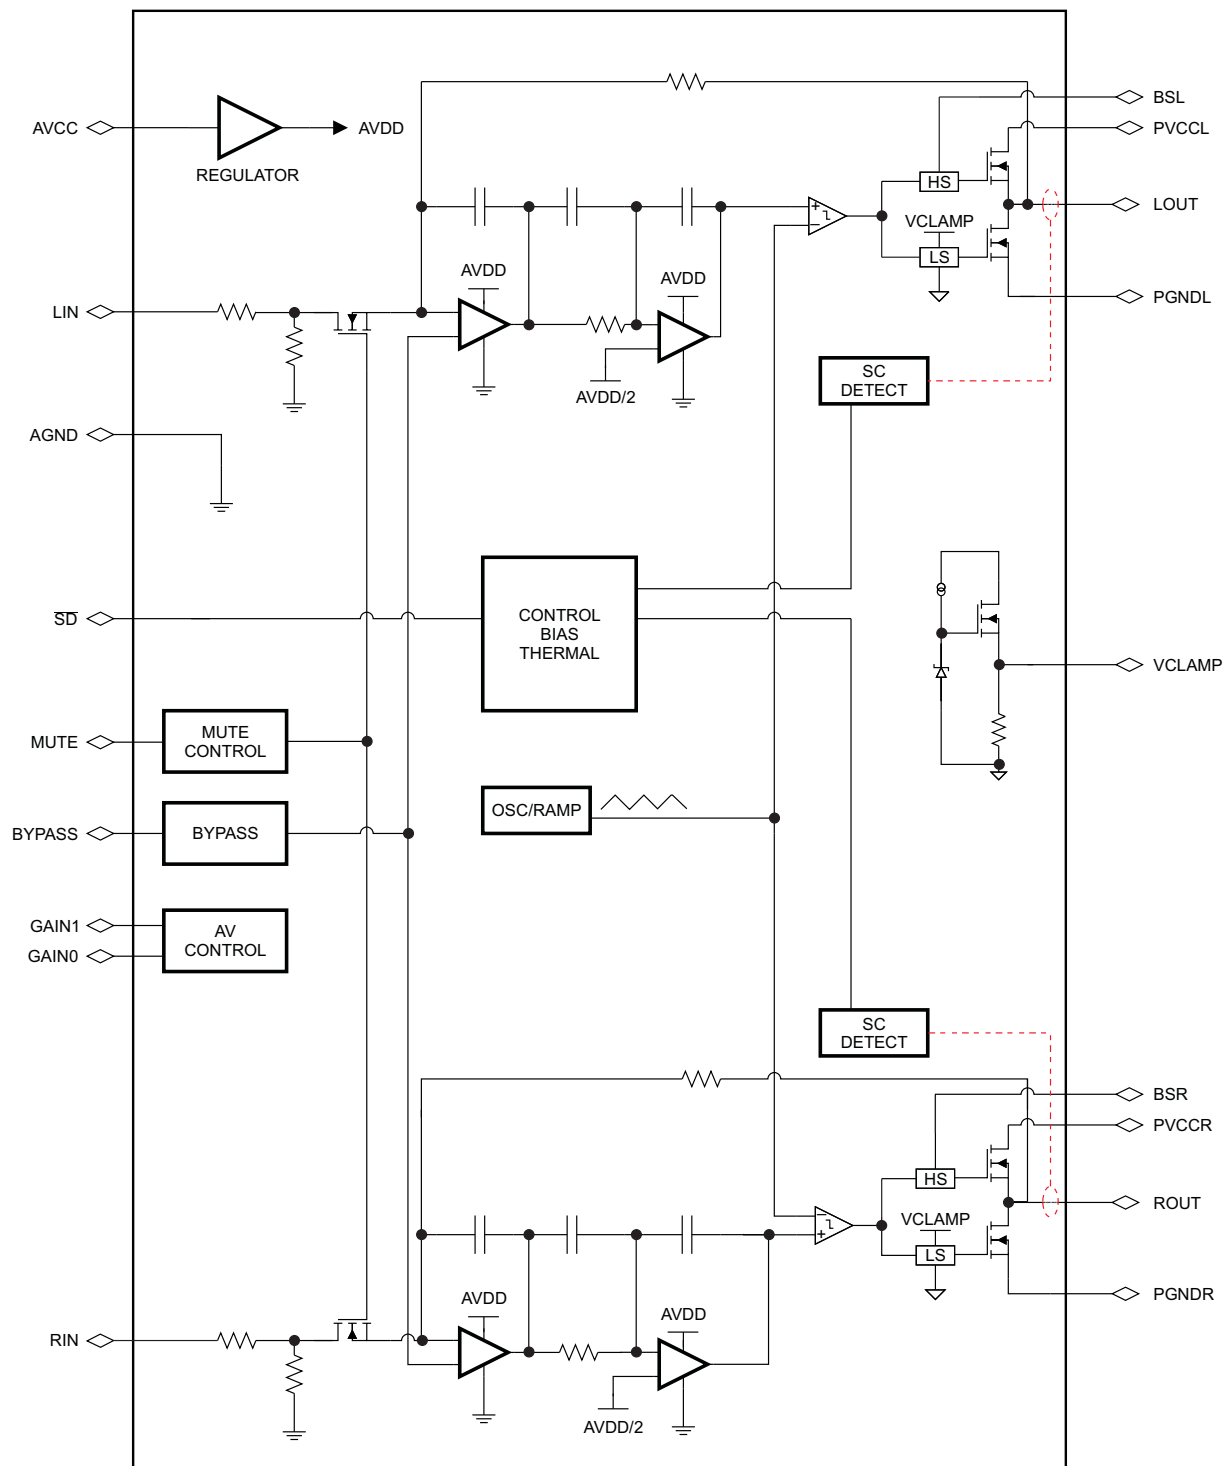 BSL
AVCC
AVDD
PVCCL
REGULATOR
HS
LOUT
VCLAMP
LS
AVDD
AVDD
PGNDL
LIN
SC
DETECT
AVDD/2
AGND
SD
CONTROL
BIAS
THERMAL
VCLAMP
MUTE
MUTE
CONTROL
OSC/RAMP
BYPASS
BYPASS
GAIN1
GAIN0
AV
CONTROL
SC
DETECT
BSR
PVCCR
HS
ROUT
VCLAMP
LS
AVDD
AVDD
PGNDR
RIN
AVDD/2